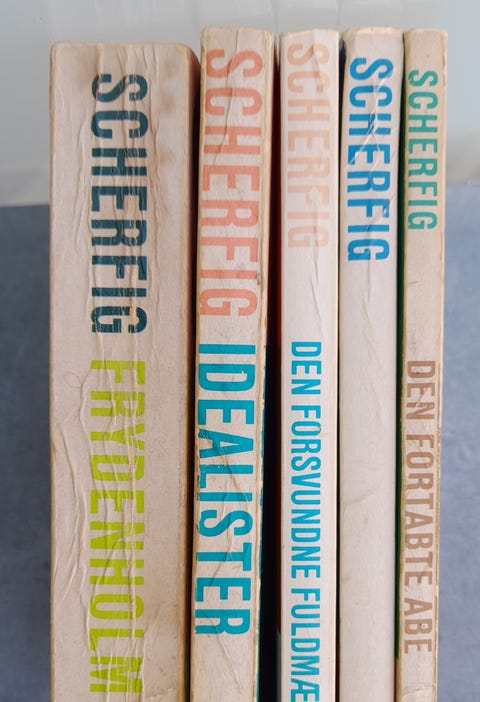 SCHERFIG FRYDENHOLM
SCHERFIG IDEALISTER
SCHERFIG DEN FORSVUNDNE FULDMÆ
SCHERFIG
SCHERFIG DEN FORTABTE ABE